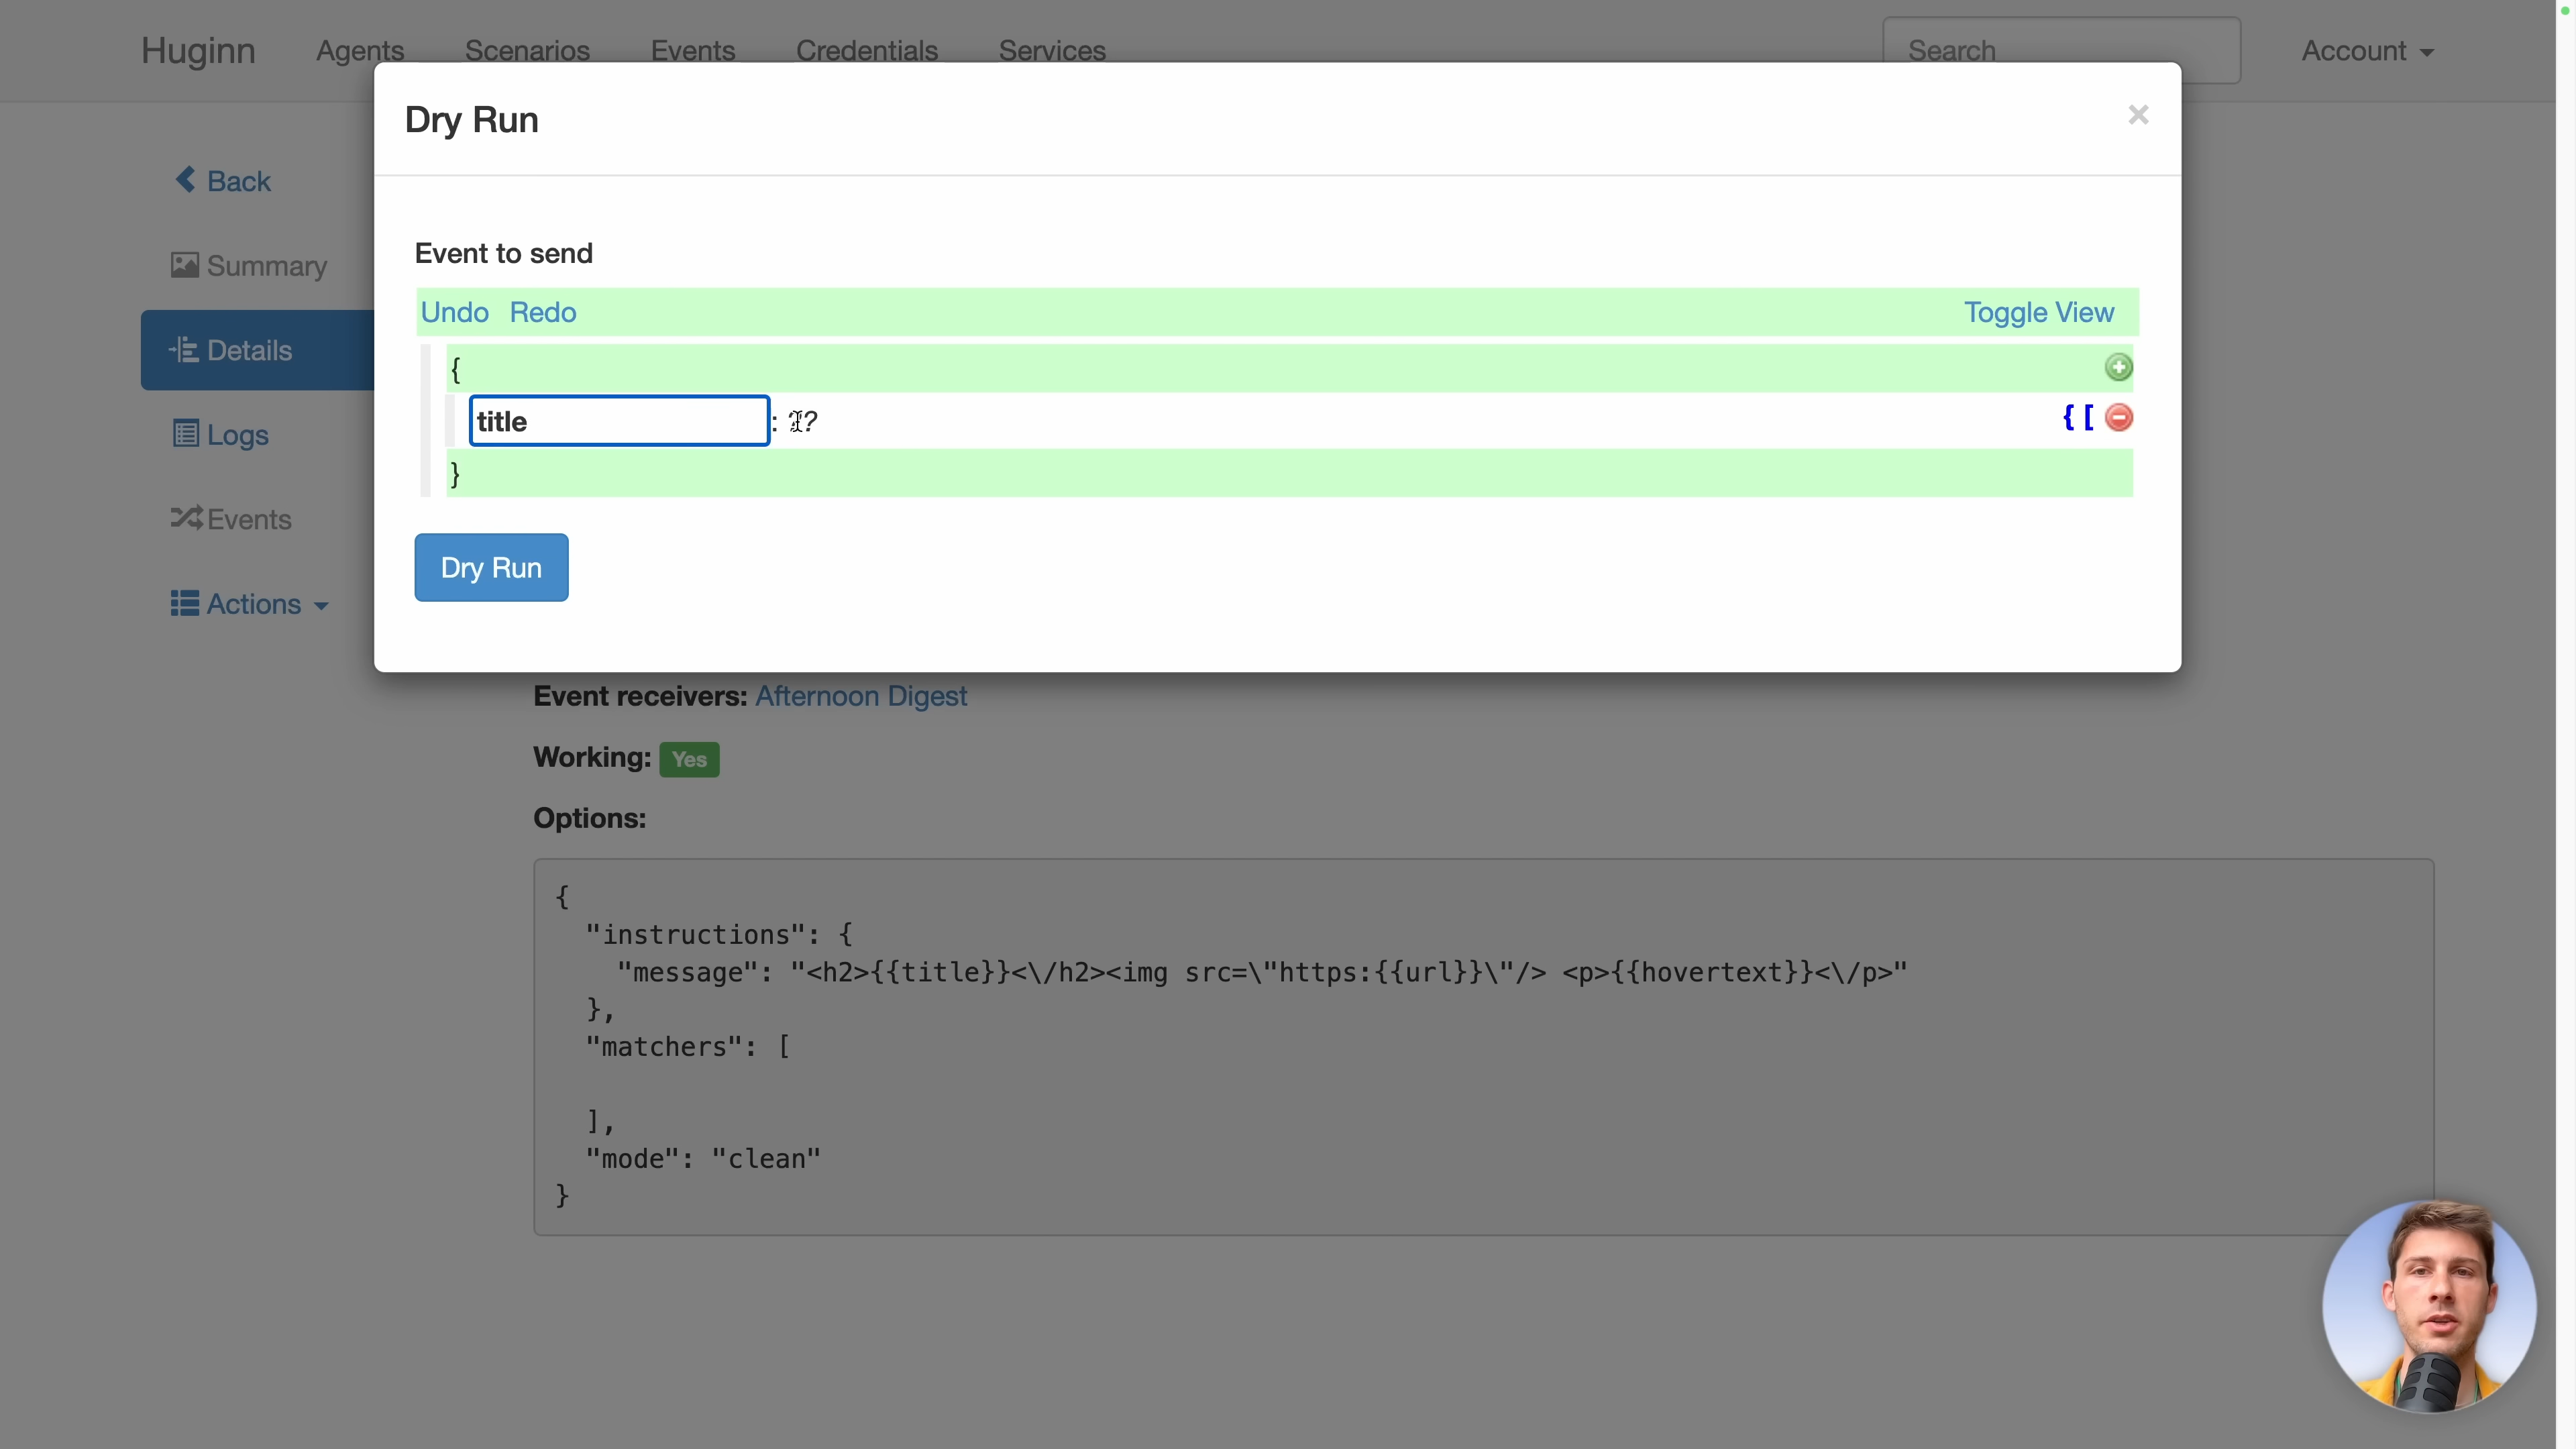 Huginn Agents Scenarios Events Credentials Services Search Account
Dry Run
×
Back
Summary
Details
Logs
Events
Actions
Event to send
Undo Redo Toggle View
{
title : ?? { [
}
Dry Run
Event receivers: Afternoon Digest
Working: Yes
Options:
{
"instructions": {
"message": "<h2>{{title}}<\/h2><img src=\"https:{{url}}\"/> <p>{{hovertext}}<\/p>"
},
"matchers": [
],
"mode": "clean"
}